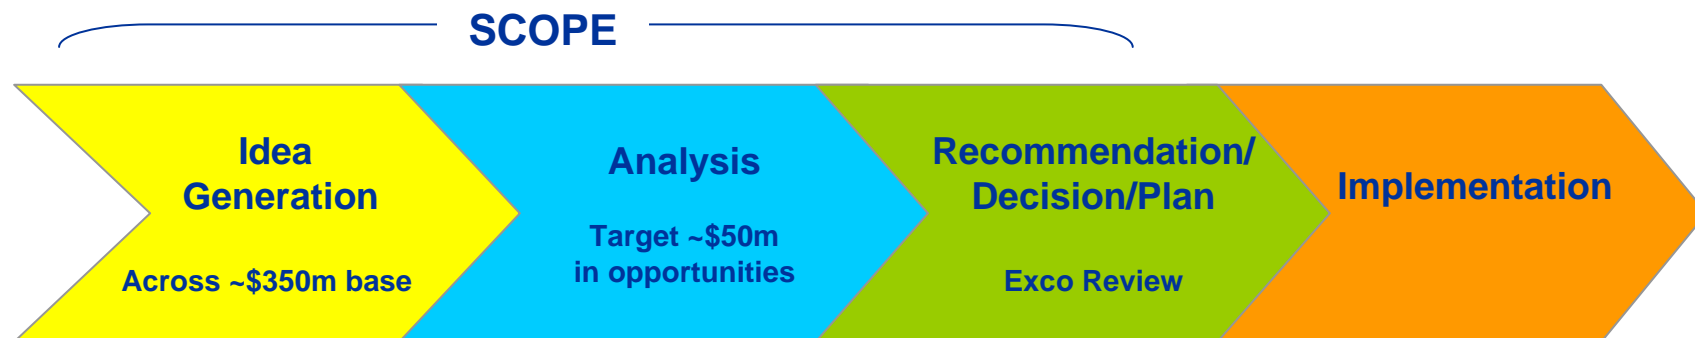 SCOPE
Idea
Generation
Across ~$350m base
Analysis
Target ~$50m
in opportunities
Recommendation/
Decision/Plan
Exco Review
Implementation